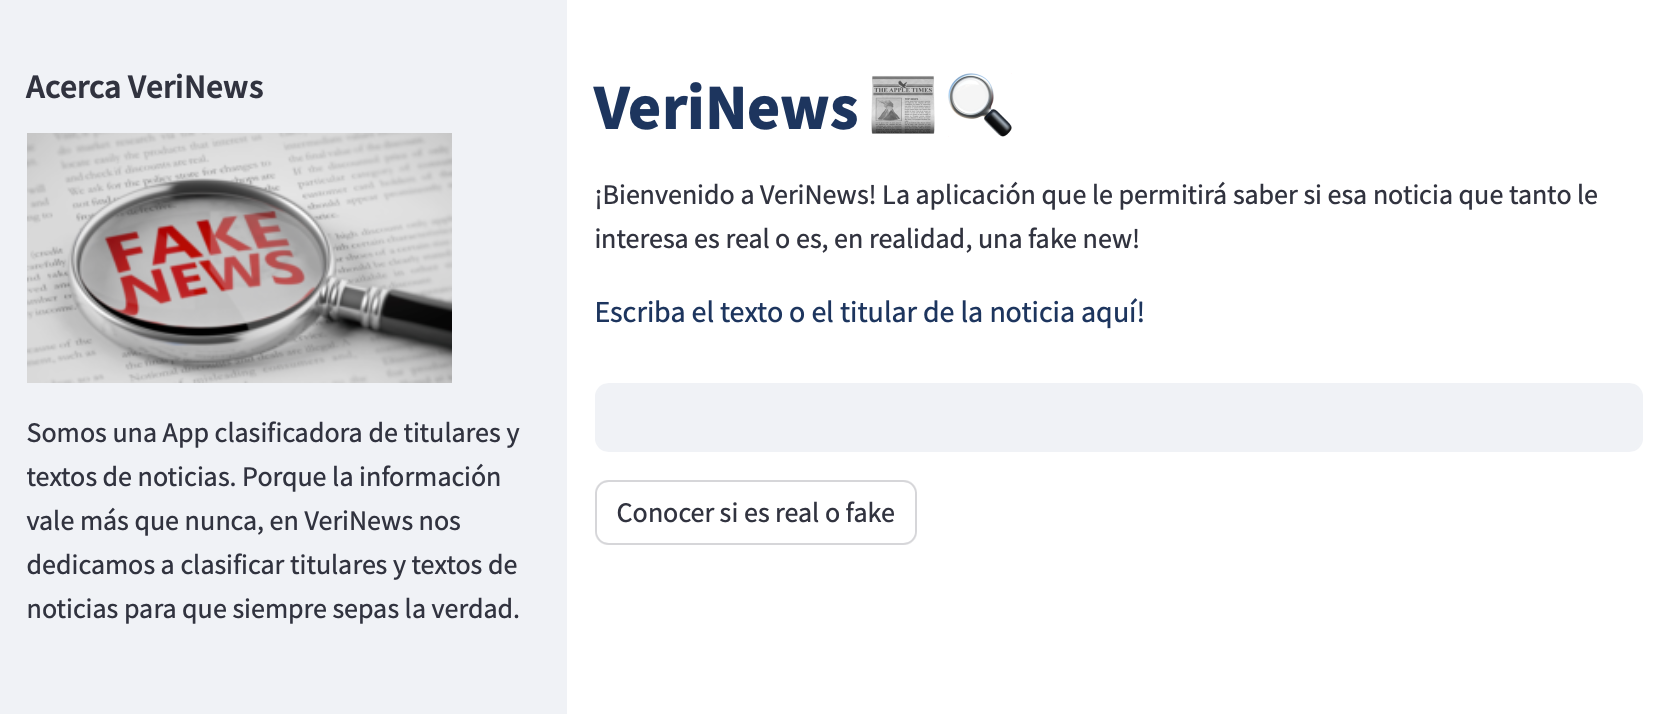 Acerca VeriNews
FAKE
NEWS
Somos una App clasificadora de titulares y
textos de noticias. Porque la información
vale más que nunca, en VeriNews nos
dedicamos a clasificar titulares y textos de
noticias para que siempre sepas la verdad.
VeriNews
THE APPLE TIMES
¡Bienvenido a VeriNews! La aplicación que le permitirá saber si esa noticia que tanto le
interesa es real o es, en realidad, una fake new!
Escriba el texto o el titular de la noticia aquí!
Conocer si es real o fake